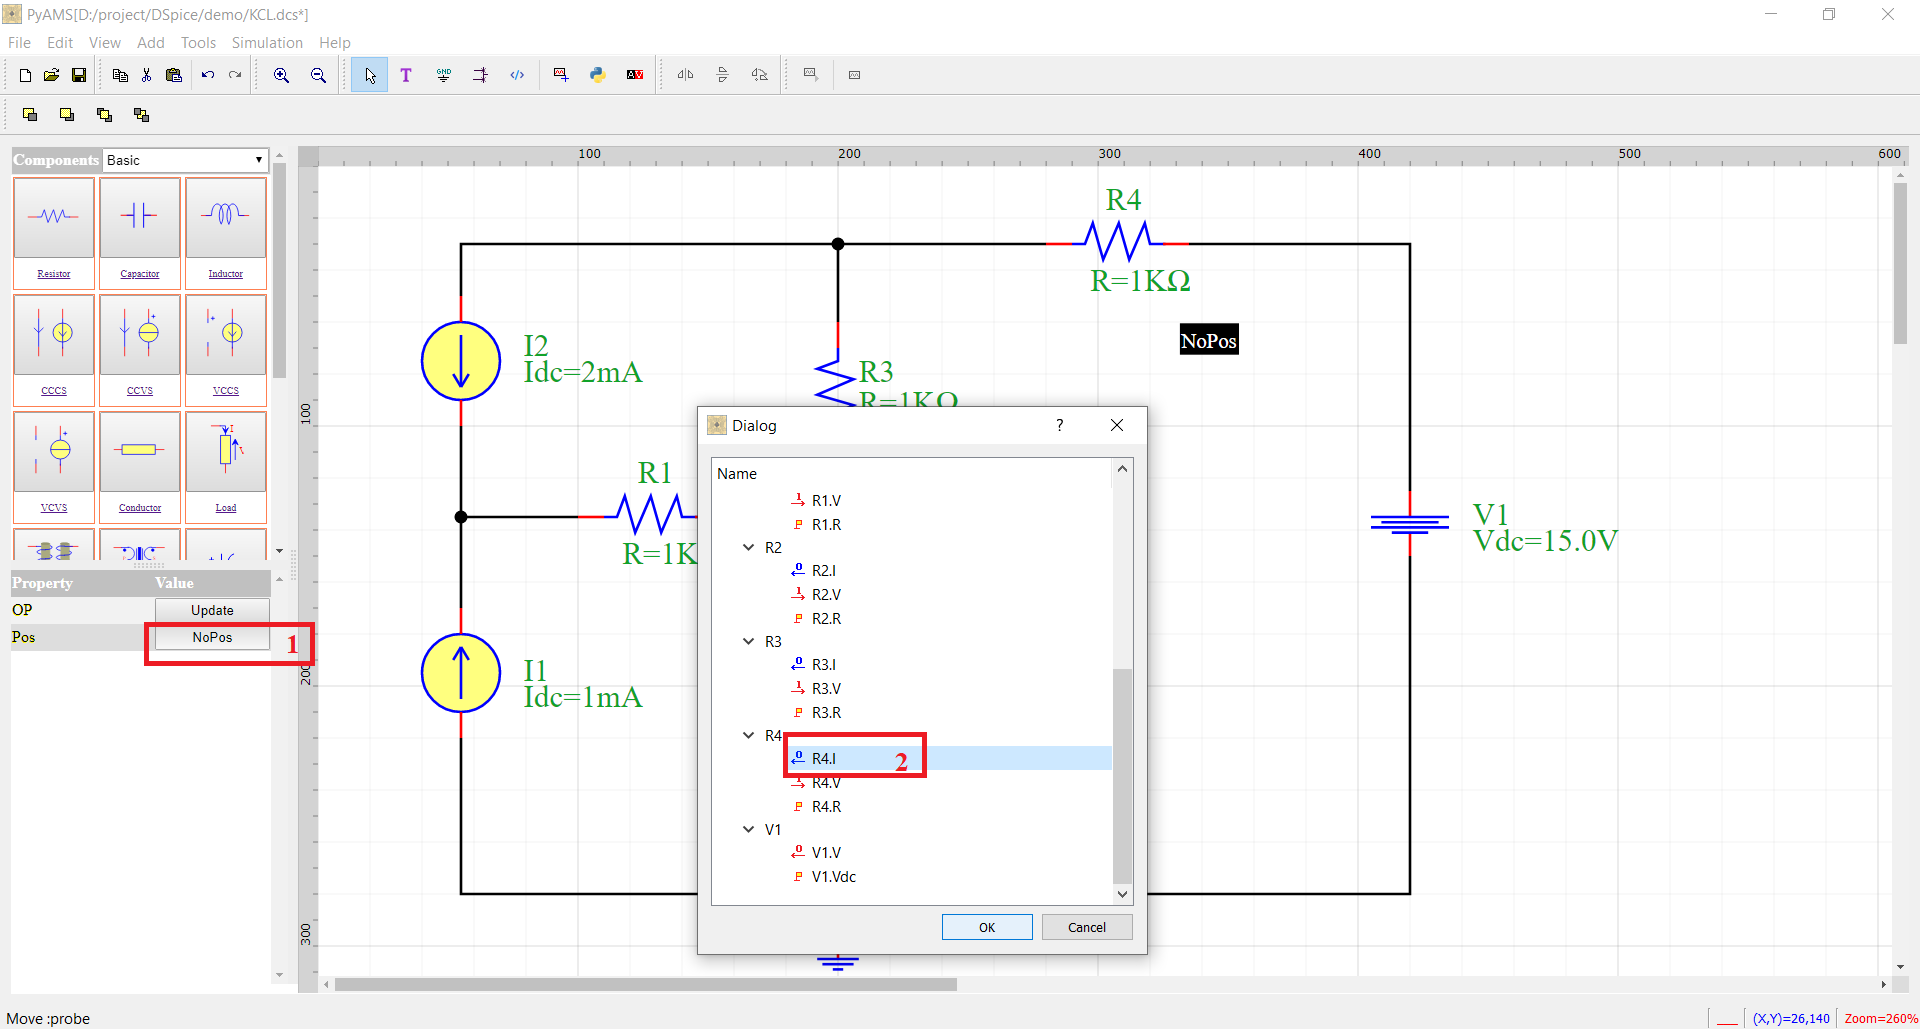 PyAMS[D:/project/DSpice/demo/KCL.dcs*]
File Edit View Add Tools Simulation Help
T GND </> AV
Components Basic
Resistor Capacitor Inductor
CCCS CCVS VCCS
VCVS Conductor Load
Property Value
OP Update
Pos NoPos 1
100 200 300 400 500 600
100
200
300
R4
R=1KΩ
NoPos
I2
Idc=2mA
R3
R=1KΩ
R1
R=1K
I1
Idc=1mA
V1
Vdc=15.0V
Dialog ?
Name
R1.V
R1.R
R2
R2.I
R2.V
R2.R
R3
R3.I
R3.V
R3.R
R4
R4.I 2
R4.V
R4.R
V1
V1.V
V1.Vdc
OK Cancel
Move :probe (X,Y)=26,140 Zoom=260%